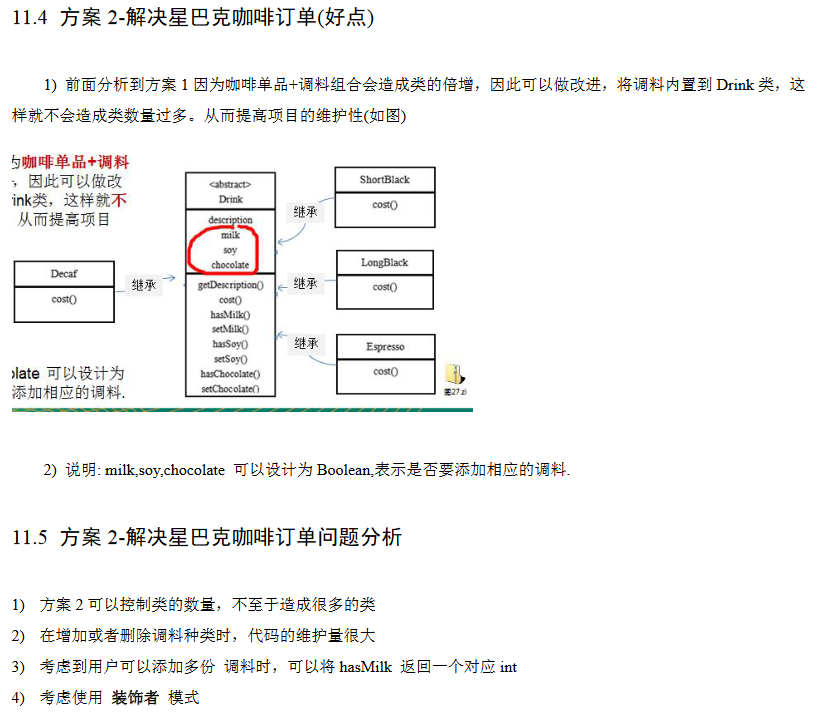 11.4 方案 2-解决星巴克咖啡订单(好点)
1) 前面分析到方案 1 因为咖啡单品+调料组合会造成类的倍增，因此可以做改进，将调料内置到 Drink 类，这
样就不会造成类数量过多。从而提高项目的维护性(如图)
为咖啡单品+调料
，因此可以做改
ink类，这样就不
从而提高项目
<abstract>
Drink
description
milk
soy
chocolate
getDescription()
cost()
hasMilk()
setMilk()
hasSoy()
setSoy()
hasChocolate()
setChocolate()
ShortBlack
cost()
继承
LongBlack
cost()
继承
Decaf
cost()
继承
Espresso
cost()
继承
olate 可以设计为
添加相应的调料.
2) 说明: milk,soy,chocolate 可以设计为 Boolean,表示是否要添加相应的调料.
11.5 方案 2-解决星巴克咖啡订单问题分析
1) 方案 2 可以控制类的数量，不至于造成很多的类
2) 在增加或者删除调料种类时，代码的维护量很大
3) 考虑到用户可以添加多份 调料时，可以将 hasMilk 返回一个对应 int
4) 考虑使用 装饰者 模式